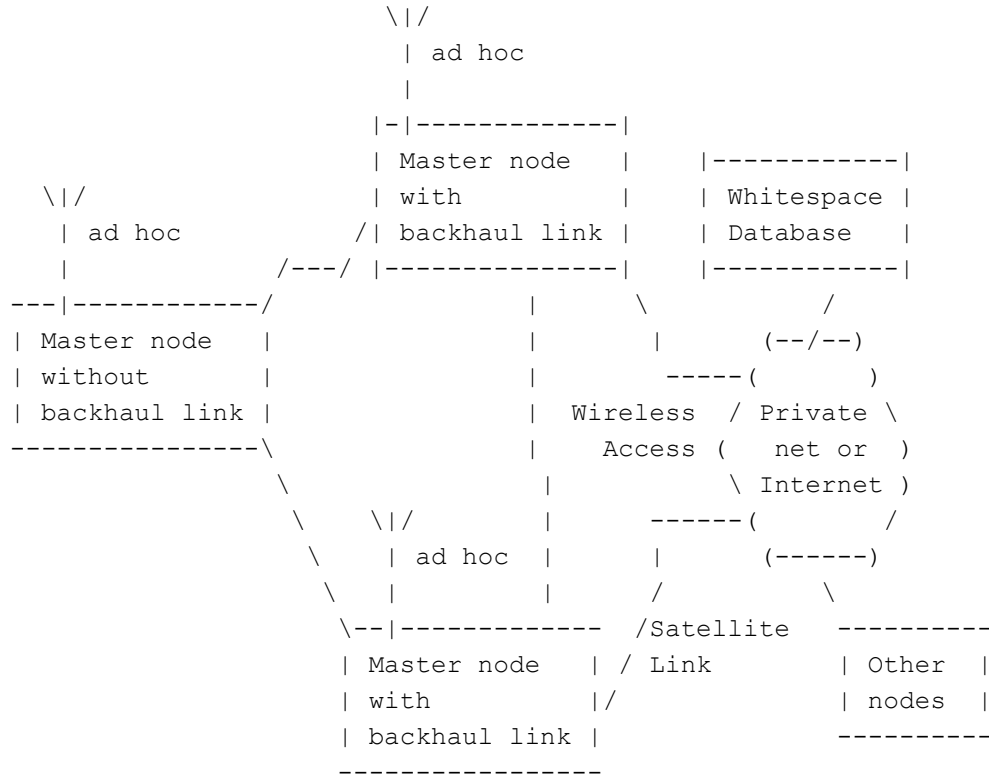 \|/
| ad hoc
|
|-|-------------|
| Master node | |------------|
\|/ | with | | Whitespace |
| ad hoc /| backhaul link | | Database |
| /---/ |---------------| |------------|
---|------------/ | \ /
| Master node | | | (--/--)
| without | | -----( )
| backhaul link | | Wireless / Private \
----------------\ | Access ( net or )
\ | \ Internet )
\ \|/ | ------( /
\ | ad hoc | | (------)
\ | | / \
\--|------------- /Satellite ----------
| Master node | / Link | Other |
| with |/ | nodes |
| backhaul link | ----------
-----------------